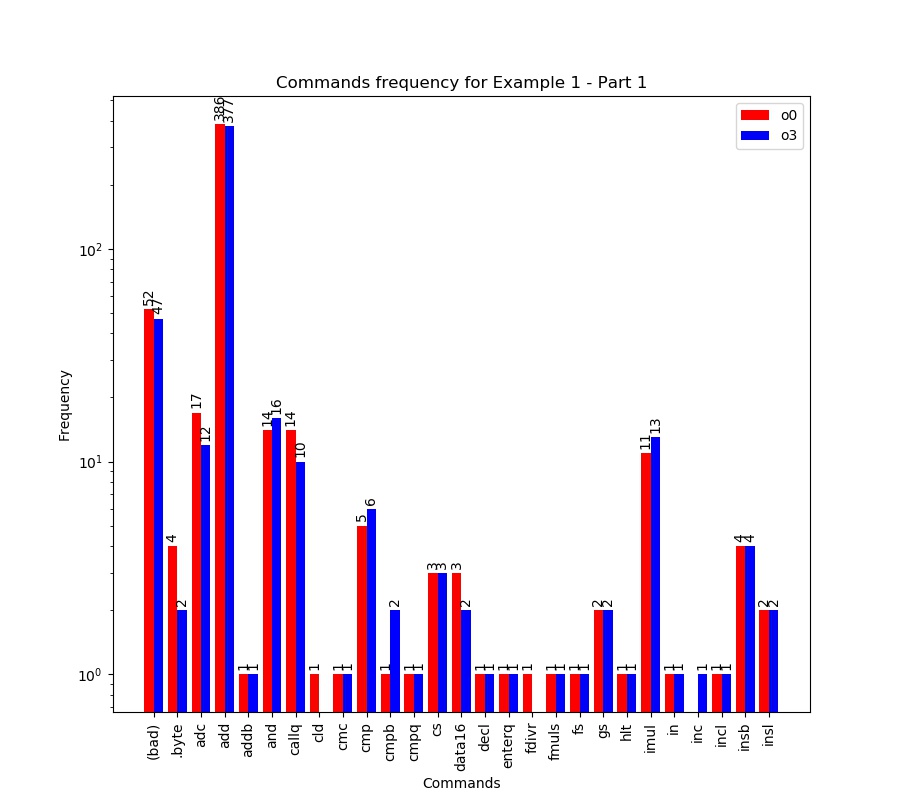 Commands frequency for Example 1 - Part 1
o0
o3
Frequency
10²
10¹
10⁰
52 47 4 2 17 12 386 377 1 1 14 16 14 10 1 1 1 5 6 1 2 1 1 3 3 3 2 1 1 1 1 1 1 1 1 1 2 2 1 1 11 13 1 1 1 1 1 4 4 2 2
(bad) .byte adc add addb and callq cld cmc cmp cmpb cmpq cs data16 decl enterq fdivr fmuls fs gs hlt imul in inc incl insb insl
Commands